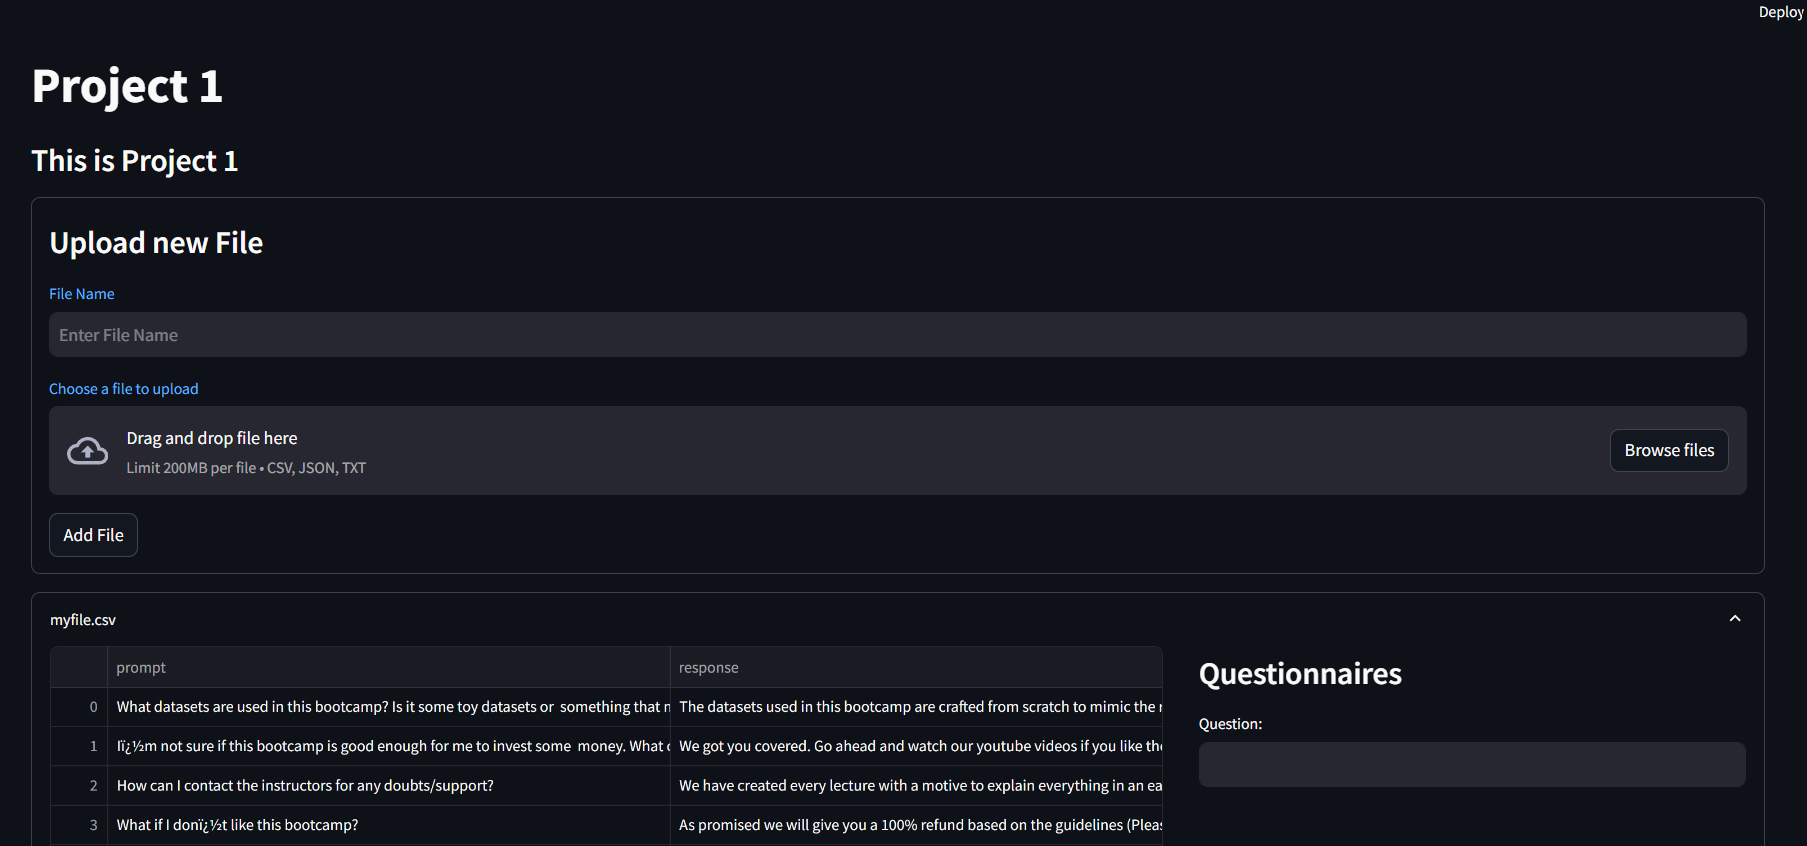 Deploy
Project 1
This is Project 1
Upload new File
File Name
Enter File Name
Choose a file to upload
Drag and drop file here
Limit 200MB per file • CSV, JSON, TXT
Browse files
Add File
myfile.csv
prompt response
0 What datasets are used in this bootcamp? Is it some toy datasets or something that The datasets used in this bootcamp are crafted from scratch to mimic the
1 Iï¿½m not sure if this bootcamp is good enough for me to invest some money. What We got you covered. Go ahead and watch our youtube videos if you like
2 How can I contact the instructors for any doubts/support? We have created every lecture with a motive to explain everything in an
3 What if I donï¿½t like this bootcamp? As promised we will give you a 100% refund based on the guidelines
Questionnaires
Question: